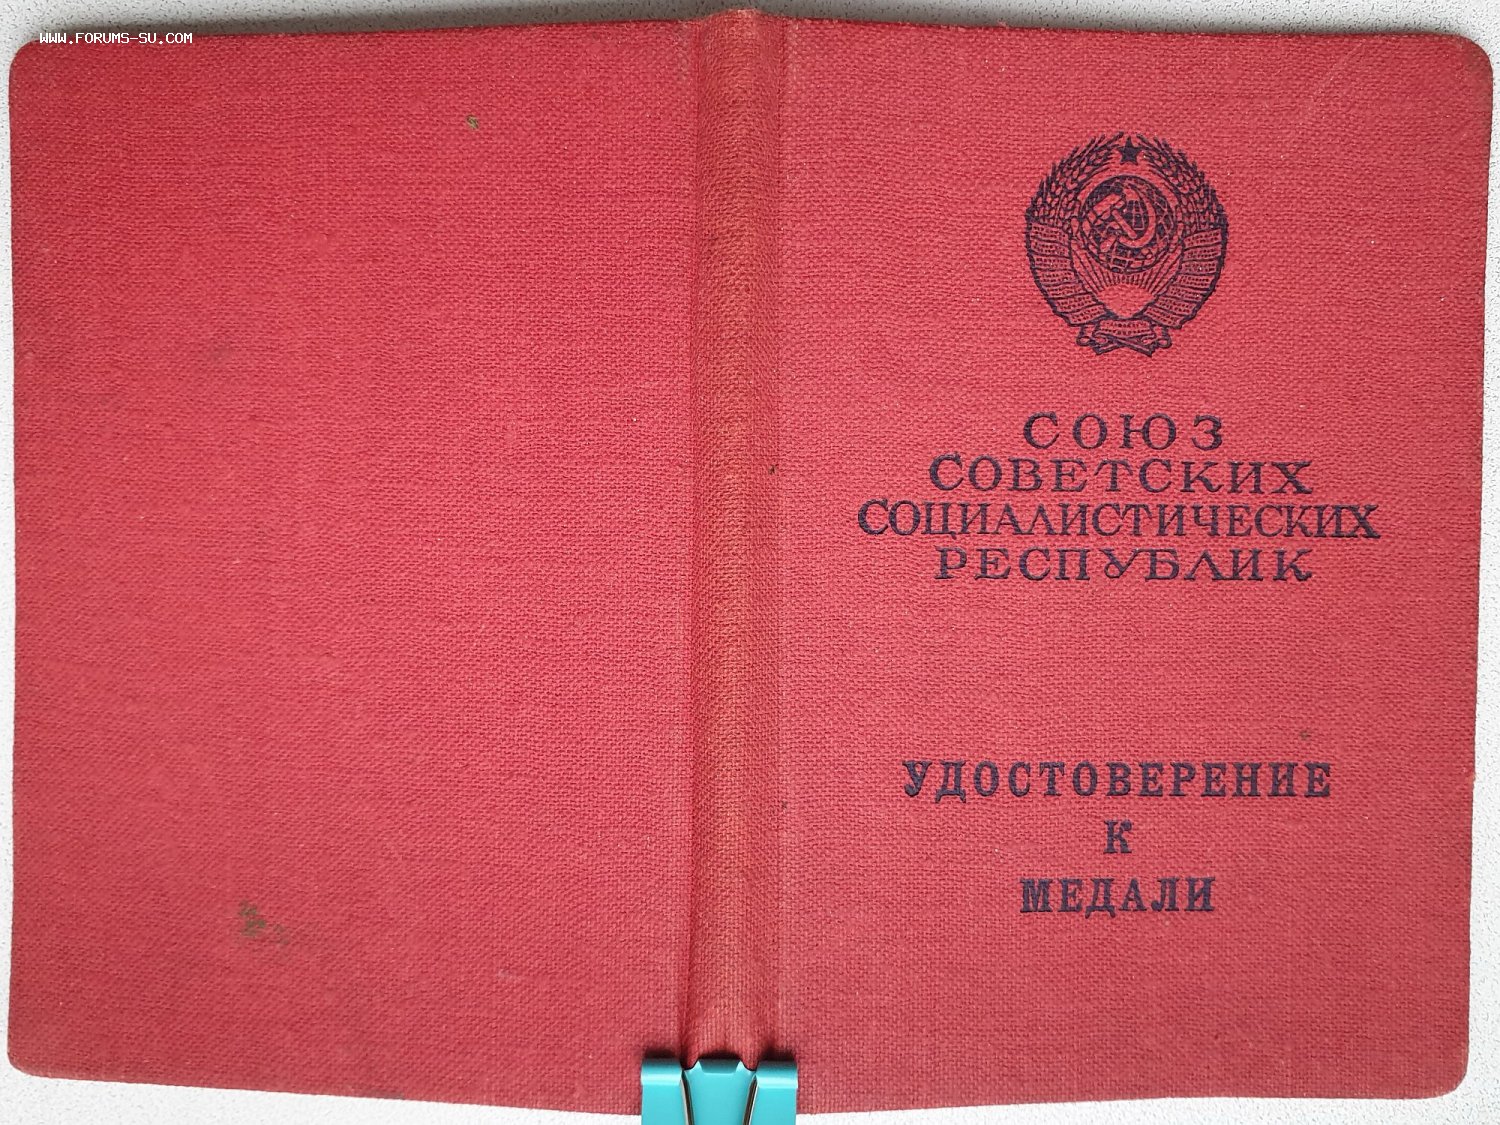 WWW.FORUMS-SU.COM
СОЮЗ
СОВЕТСКИХ
СОЦИАЛИСТИЧЕСКИХ
РЕСПУБЛИК
УДОСТОВЕРЕНИЕ
К
МЕДАЛИ